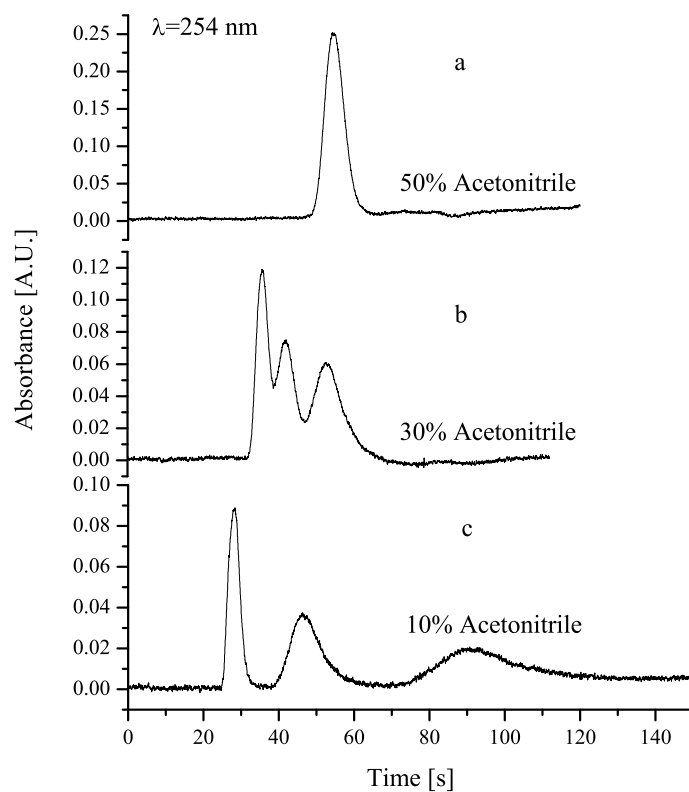 λ=254 nm
a
0.25
0.20
0.15
0.10
0.05
0.00
50% Acetonitrile
b
0.12
0.10
0.08
0.06
0.04
0.02
0.00
30% Acetonitrile
c
0.10
0.08
0.06
0.04
0.02
0.00
10% Acetonitrile
Absorbance [A.U.]
0 20 40 60 80 100 120 140
Time [s]